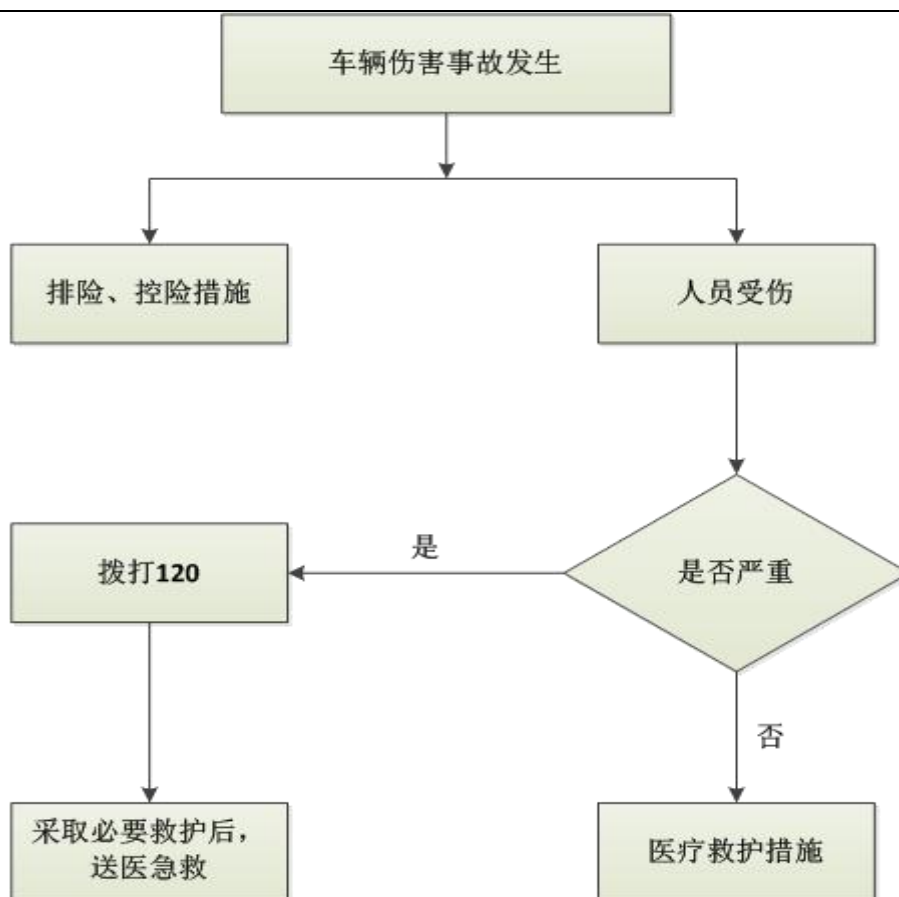 车辆伤害事故发生
排险、控险措施
人员受伤
是否严重
是
拨打120
否
采取必要救护后，
送医急救
医疗救护措施